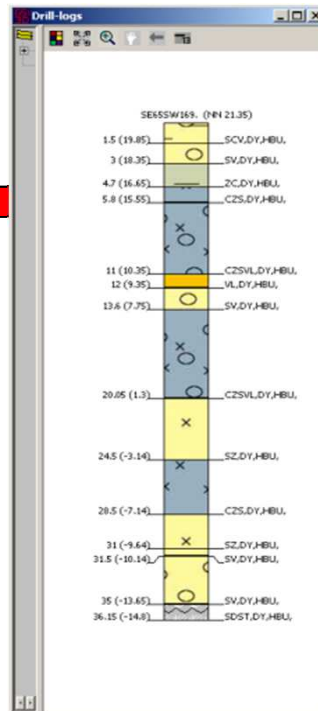 Drill-logs
SE65SW169. (NN 21.35)
1.5 (19.85) SCV,DY,HBU,
3 (18.35) SV,DY,HBU,
4.7 (16.65) ZC,DY,HBU,
5.8 (15.55) CZS,DY,HBU,
11 (10.35) CZSVL,DY,HBU,
12 (9.35) VL,DY,HBU,
13.6 (7.75) SV,DY,HBU,
20.05 (1.3) CZSVL,DY,HBU,
24.5 (-3.14) SZ,DY,HBU,
28.5 (-7.14) CZS,DY,HBU,
31 (-9.64) SZ,DY,HBU,
31.5 (-10.14) SV,DY,HBU,
35 (-13.65) SV,DY,HBU,
36.15 (-14.8) SDST,DY,HBU,